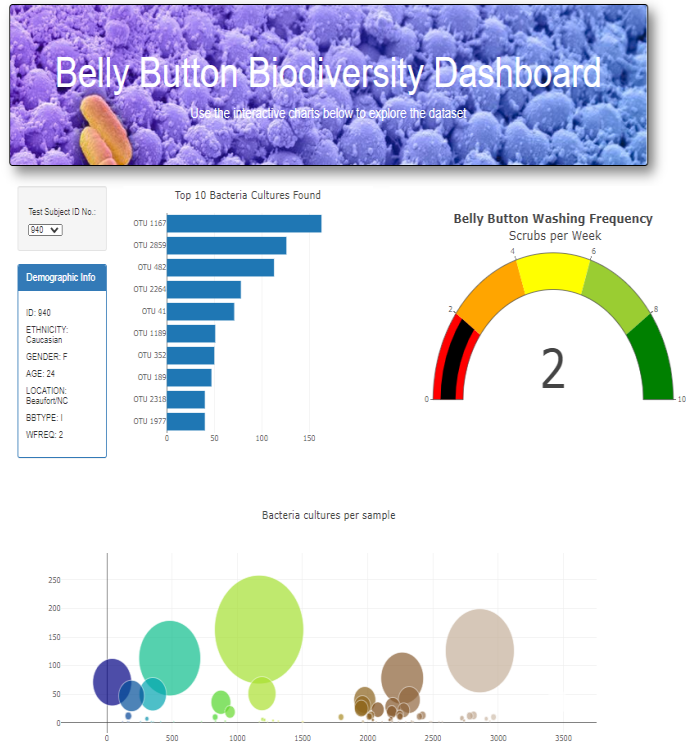 Belly Button Biodiversity Dashboard
Use the interactive charts below to explore the dataset
Test Subject ID No.:
940
Demographic Info
ID: 940
ETHNICITY:
Caucasian
GENDER: F
AGE: 24
LOCATION:
Beaufort/NC
BBTYPE: I
WFREQ: 2
Top 10 Bacteria Cultures Found
OTU 1167
OTU 2859
OTU 482
OTU 2264
OTU 41
OTU 1189
OTU 352
OTU 189
OTU 2318
OTU 1977
0 50 100 150
Belly Button Washing Frequency
Scrubs per Week
0
2
4
6
8
10
2
Bacteria cultures per sample
250
200
150
100
50
0
0 500 1000 1500 2000 2500 3000 3500